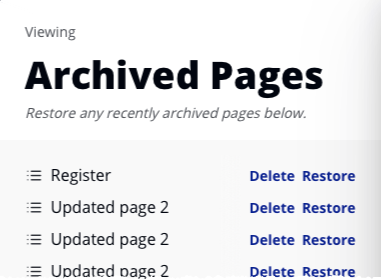 Viewing
Archived Pages
Restore any recently archived pages below.
Register Delete Restore
Updated page 2 Delete Restore
Updated page 2 Delete Restore
Updated page 2 Delete Restore